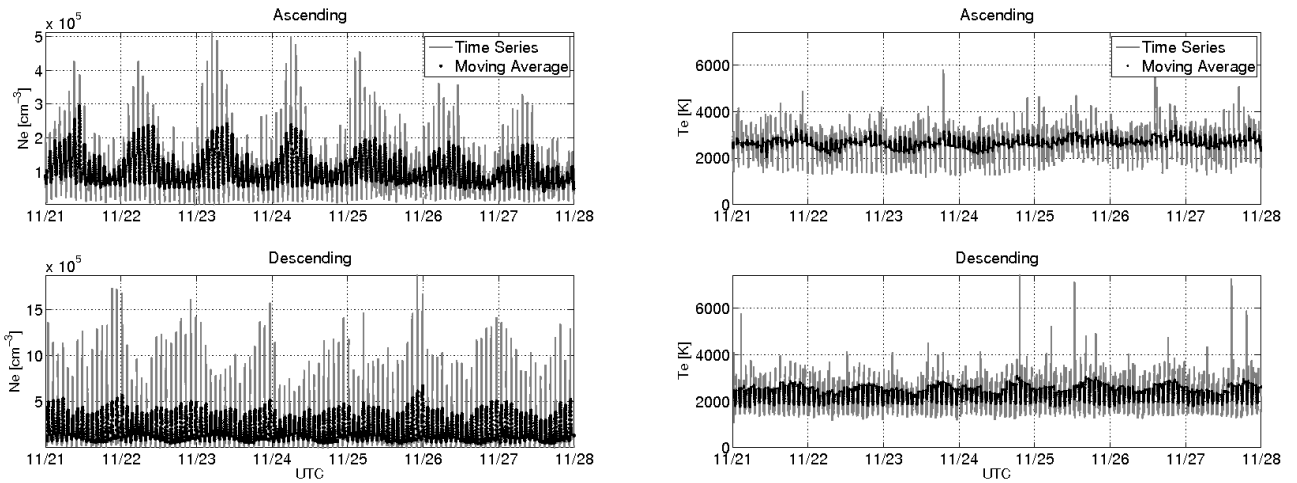 Ascending
x 10^5
5
4
3
2
1
Ne [cm^-3]
Time Series
Moving Average
11/21 11/22 11/23 11/24 11/25 11/26 11/27 11/28
Ascending
6000
4000
2000
0
Te [K]
Time Series
Moving Average
11/21 11/22 11/23 11/24 11/25 11/26 11/27 11/28
Descending
x 10^5
15
10
5
Ne [cm^-3]
11/21 11/22 11/23 11/24 11/25 11/26 11/27 11/28
UTC
Descending
6000
4000
2000
0
Te [K]
11/21 11/22 11/23 11/24 11/25 11/26 11/27 11/28
UTC